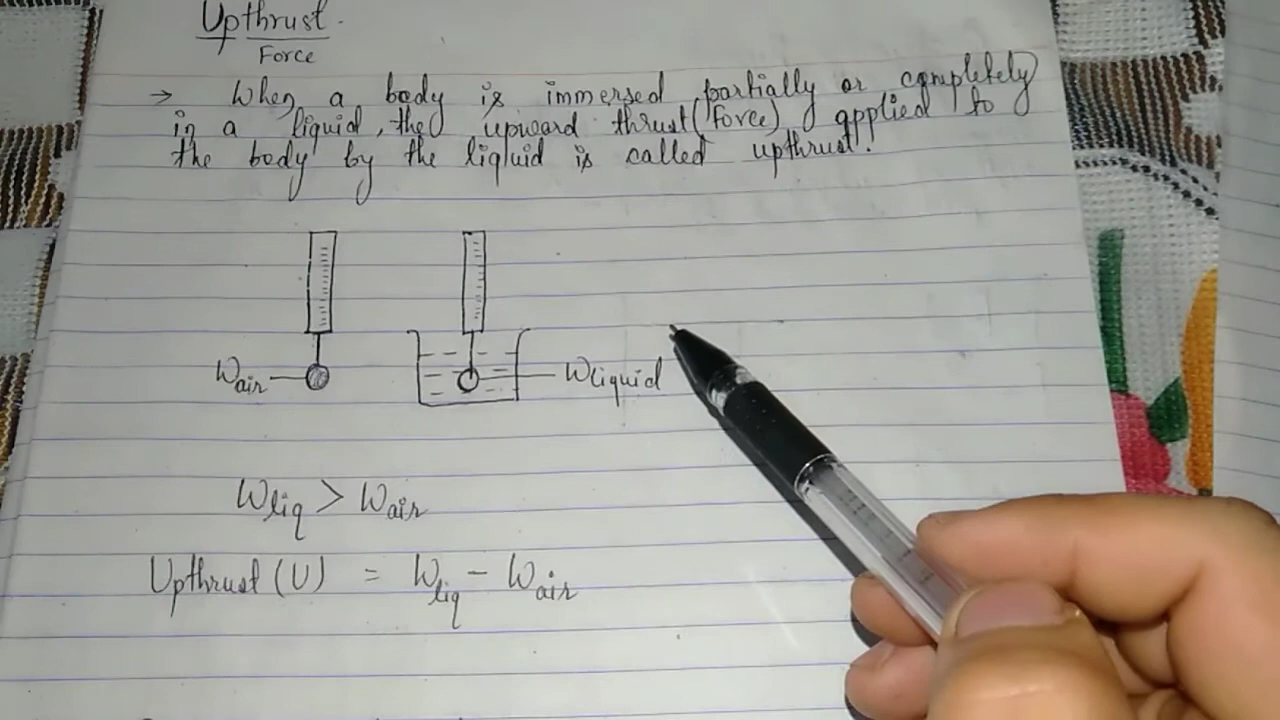 Upthrust
Force
→ When a body is immersed partially or completely
in a liquid, the upward thrust (Force) applied to
the body by the liquid is called upthrust.
Wair
Wliquid
Wliq > Wair
Upthrust (U) = Wliq - Wair